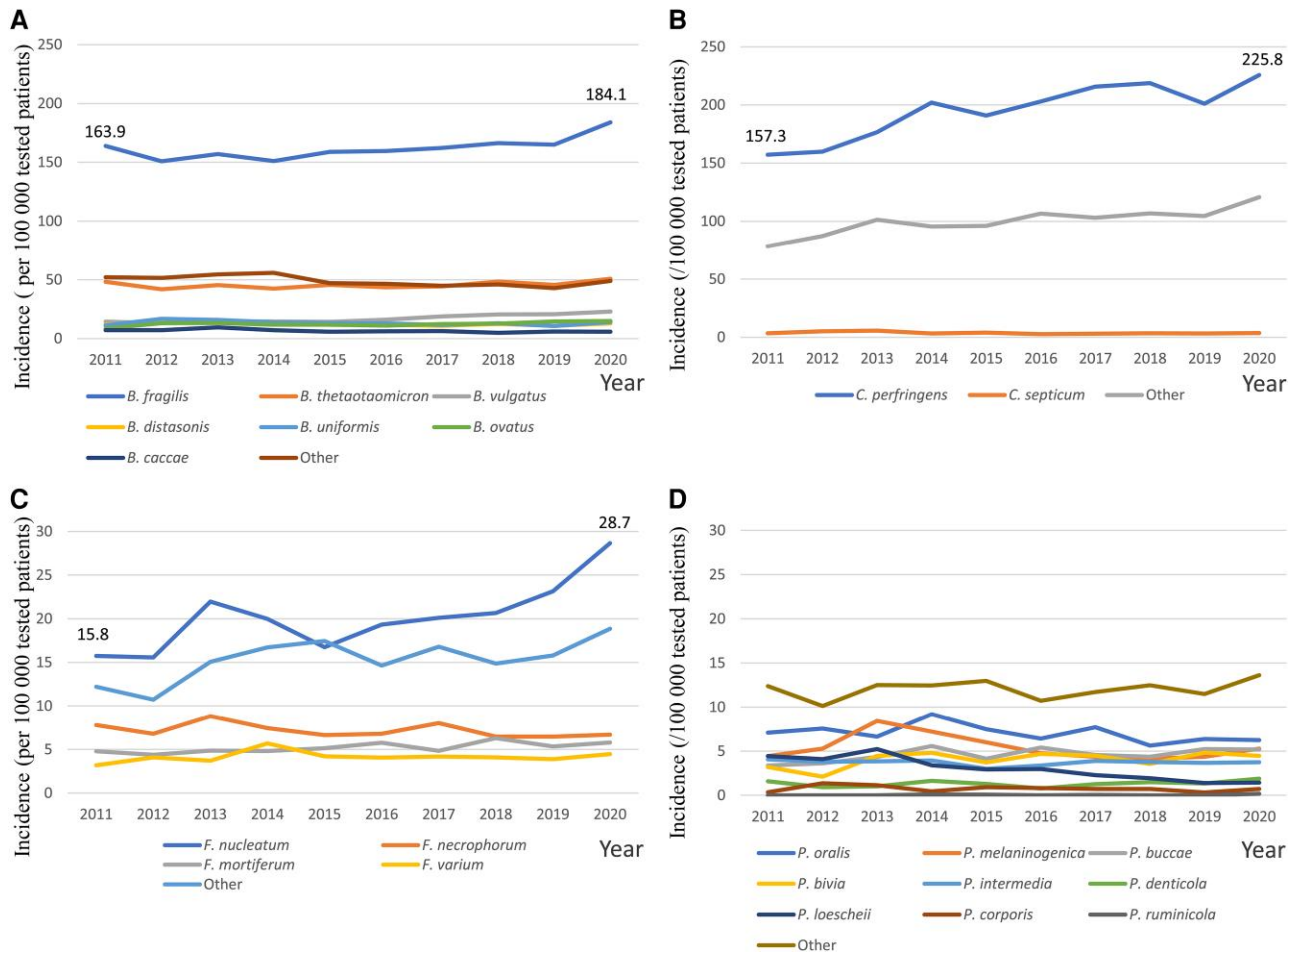 A
Incidence ( per 100 000 tested patients)
250
200
150
100
50
0
163.9
184.1
2011 2012 2013 2014 2015 2016 2017 2018 2019 2020
Year
B. fragilis B. thetaotaomicron B. vulgatus
B. distasonis B. uniformis B. ovatus
B. caccae Other
B
Incidence (/100 000 tested patients)
250
200
150
100
50
0
157.3
225.8
2011 2012 2013 2014 2015 2016 2017 2018 2019 2020
Year
C. perfringens C. septicum Other
C
Incidence (per 100 000 tested patients)
30
25
20
15
10
5
0
15.8
28.7
2011 2012 2013 2014 2015 2016 2017 2018 2019 2020
Year
F. nucleatum F. necrophorum
F. mortiferum F. varium
Other
D
Incidence (/100 000 tested patients)
30
25
20
15
10
5
0
2011 2012 2013 2014 2015 2016 2017 2018 2019 2020
Year
P. oralis P. melaninogenica P. buccae
P. bivia P. intermedia P. denticola
P. loescheii P. corporis P. ruminicola
Other